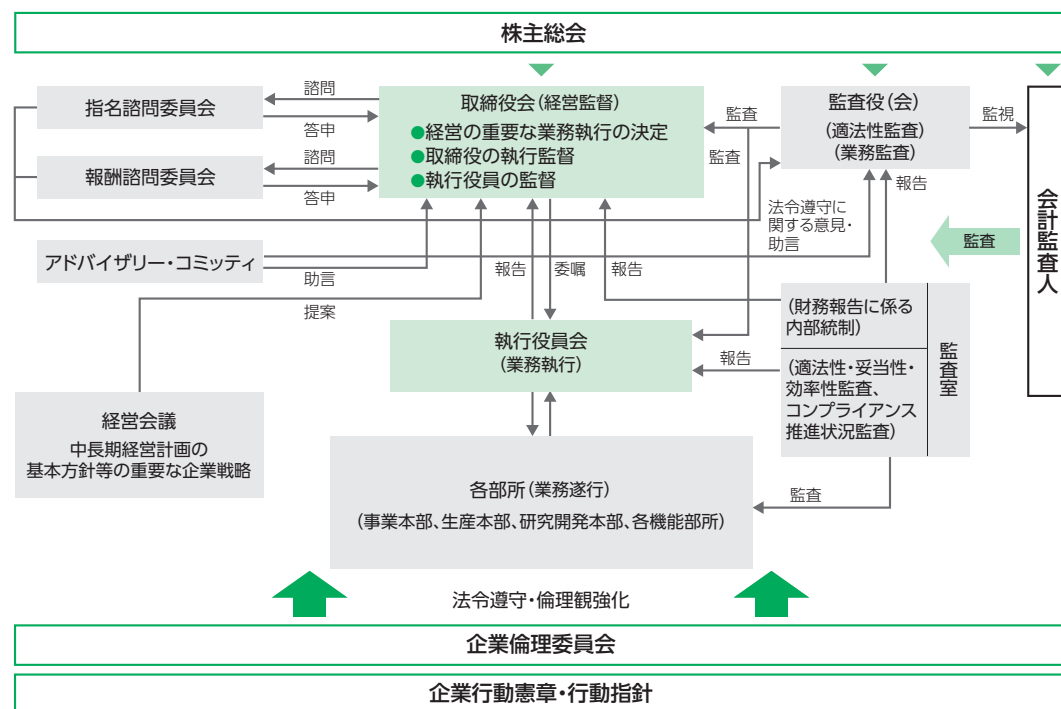 株主総会
指名諮問委員会
諮問
答申
報酬諮問委員会
諮問
答申
取締役会（経営監督）
●経営の重要な業務執行の決定
●取締役の執行監督
●執行役員の監督
監査
監査
監査役（会）
（適法性監査）
（業務監査）
監視
会計監査人
報告
法令遵守に
関する意見・
助言
監査
アドバイザリー・コミッティ
助言
提案
報告
委嘱
報告
執行役員会
（業務執行）
報告
（財務報告に係る
内部統制）
（適法性・妥当性・
効率性監査、
コンプライアンス
推進状況監査）
監査室
経営会議
中長期経営計画の
基本方針等の重要な企業戦略
各部所（業務遂行）
（事業本部、生産本部、研究開発本部、各機能部所）
監査
法令遵守・倫理観強化
企業倫理委員会
企業行動憲章・行動指針